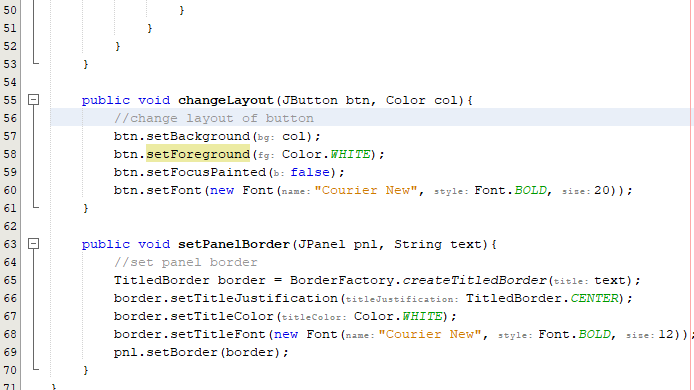 50 }
51 }
52 }
53 }
54
55 public void changeLayout(JButton btn, Color col){
56 //change layout of button
57 btn.setBackground(bg: col);
58 btn.setForeground(fg: Color.WHITE);
59 btn.setFocusPainted(b: false);
60 btn.setFont(new Font(name: "Courier New", style: Font.BOLD, size: 20));
61 }
62
63 public void setPanelBorder(JPanel pnl, String text){
64 //set panel border
65 TitledBorder border = BorderFactory.createTitledBorder(title: text);
66 border.setTitleJustification(titleJustification: TitledBorder.CENTER);
67 border.setTitleColor(titleColor: Color.WHITE);
68 border.setTitleFont(new Font(name: "Courier New", style: Font.BOLD, size: 12));
69 pnl.setBorder(border);
70 }
71 }